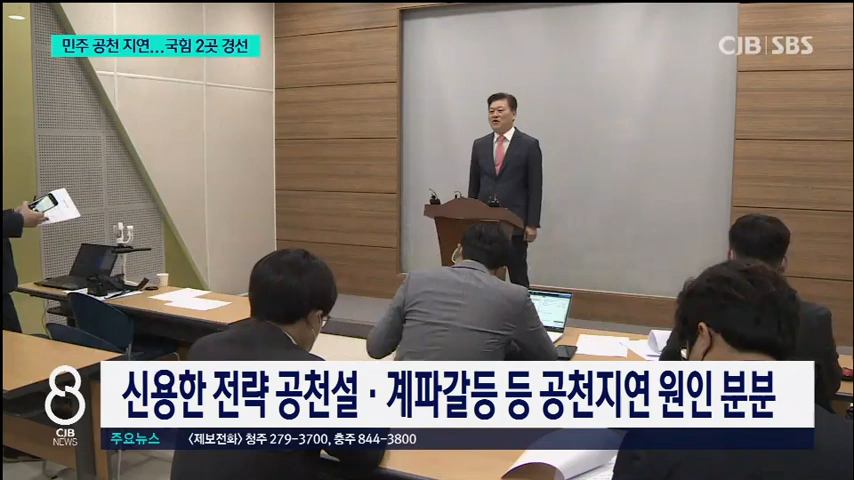 민주 공천 지연...국힘 2곳 경선
CJB SBS
신용한 전략 공천설 · 계파갈등 등 공천지연 원인 분분
8
CJB
NEWS
주요뉴스 〈제보전화〉 청주 279-3700, 충주 844-3800